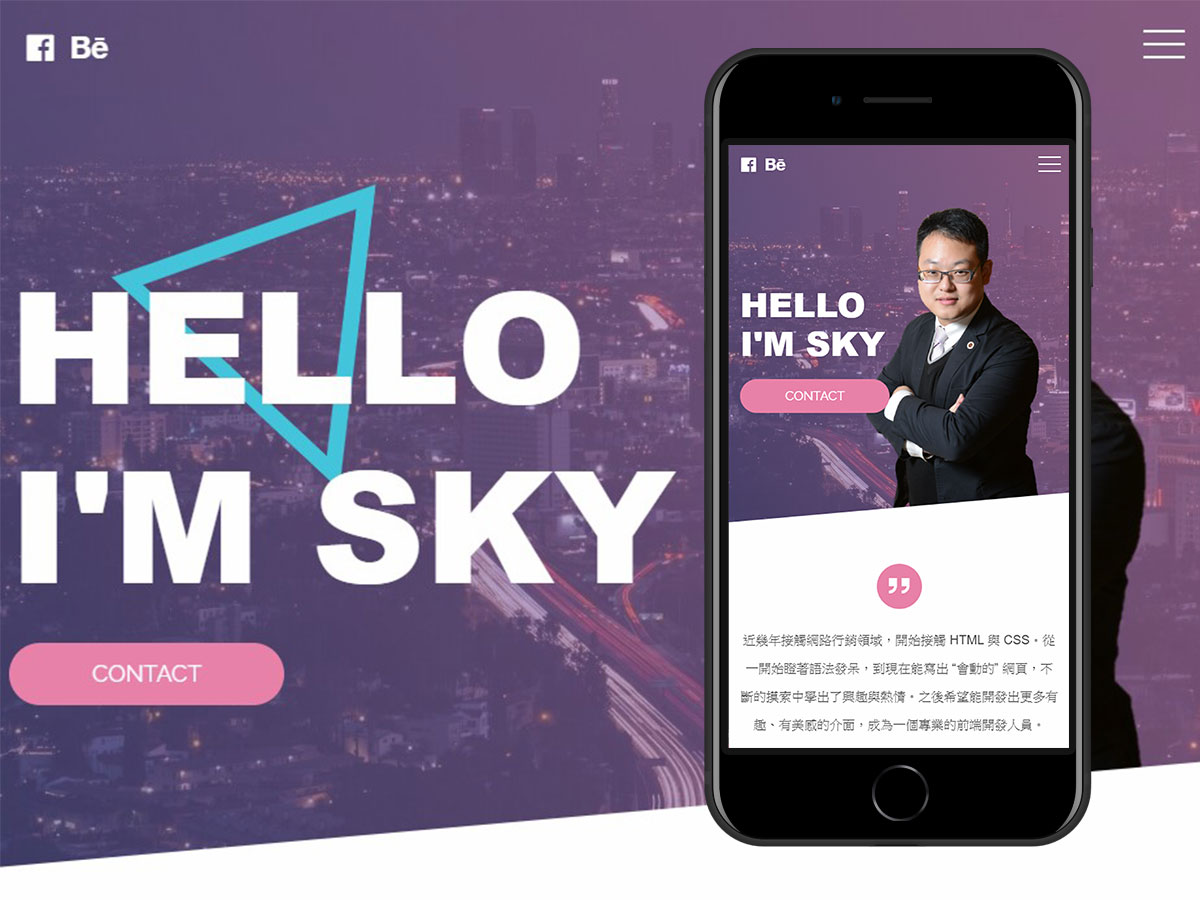 Bē
HELLO
I'M SKY
CONTACT
Bē
HELLO
I'M SKY
CONTACT
近幾年接觸網路行銷領域，開始接觸 HTML 與 CSS。從
一開始瞪著語法發呆，到現在能寫出 “會動的” 網頁，不
斷的摸索中學出了興趣與熱情。之後希望能開發出更多有
趣、有美感的介面，成為一個專業的前端開發人員。